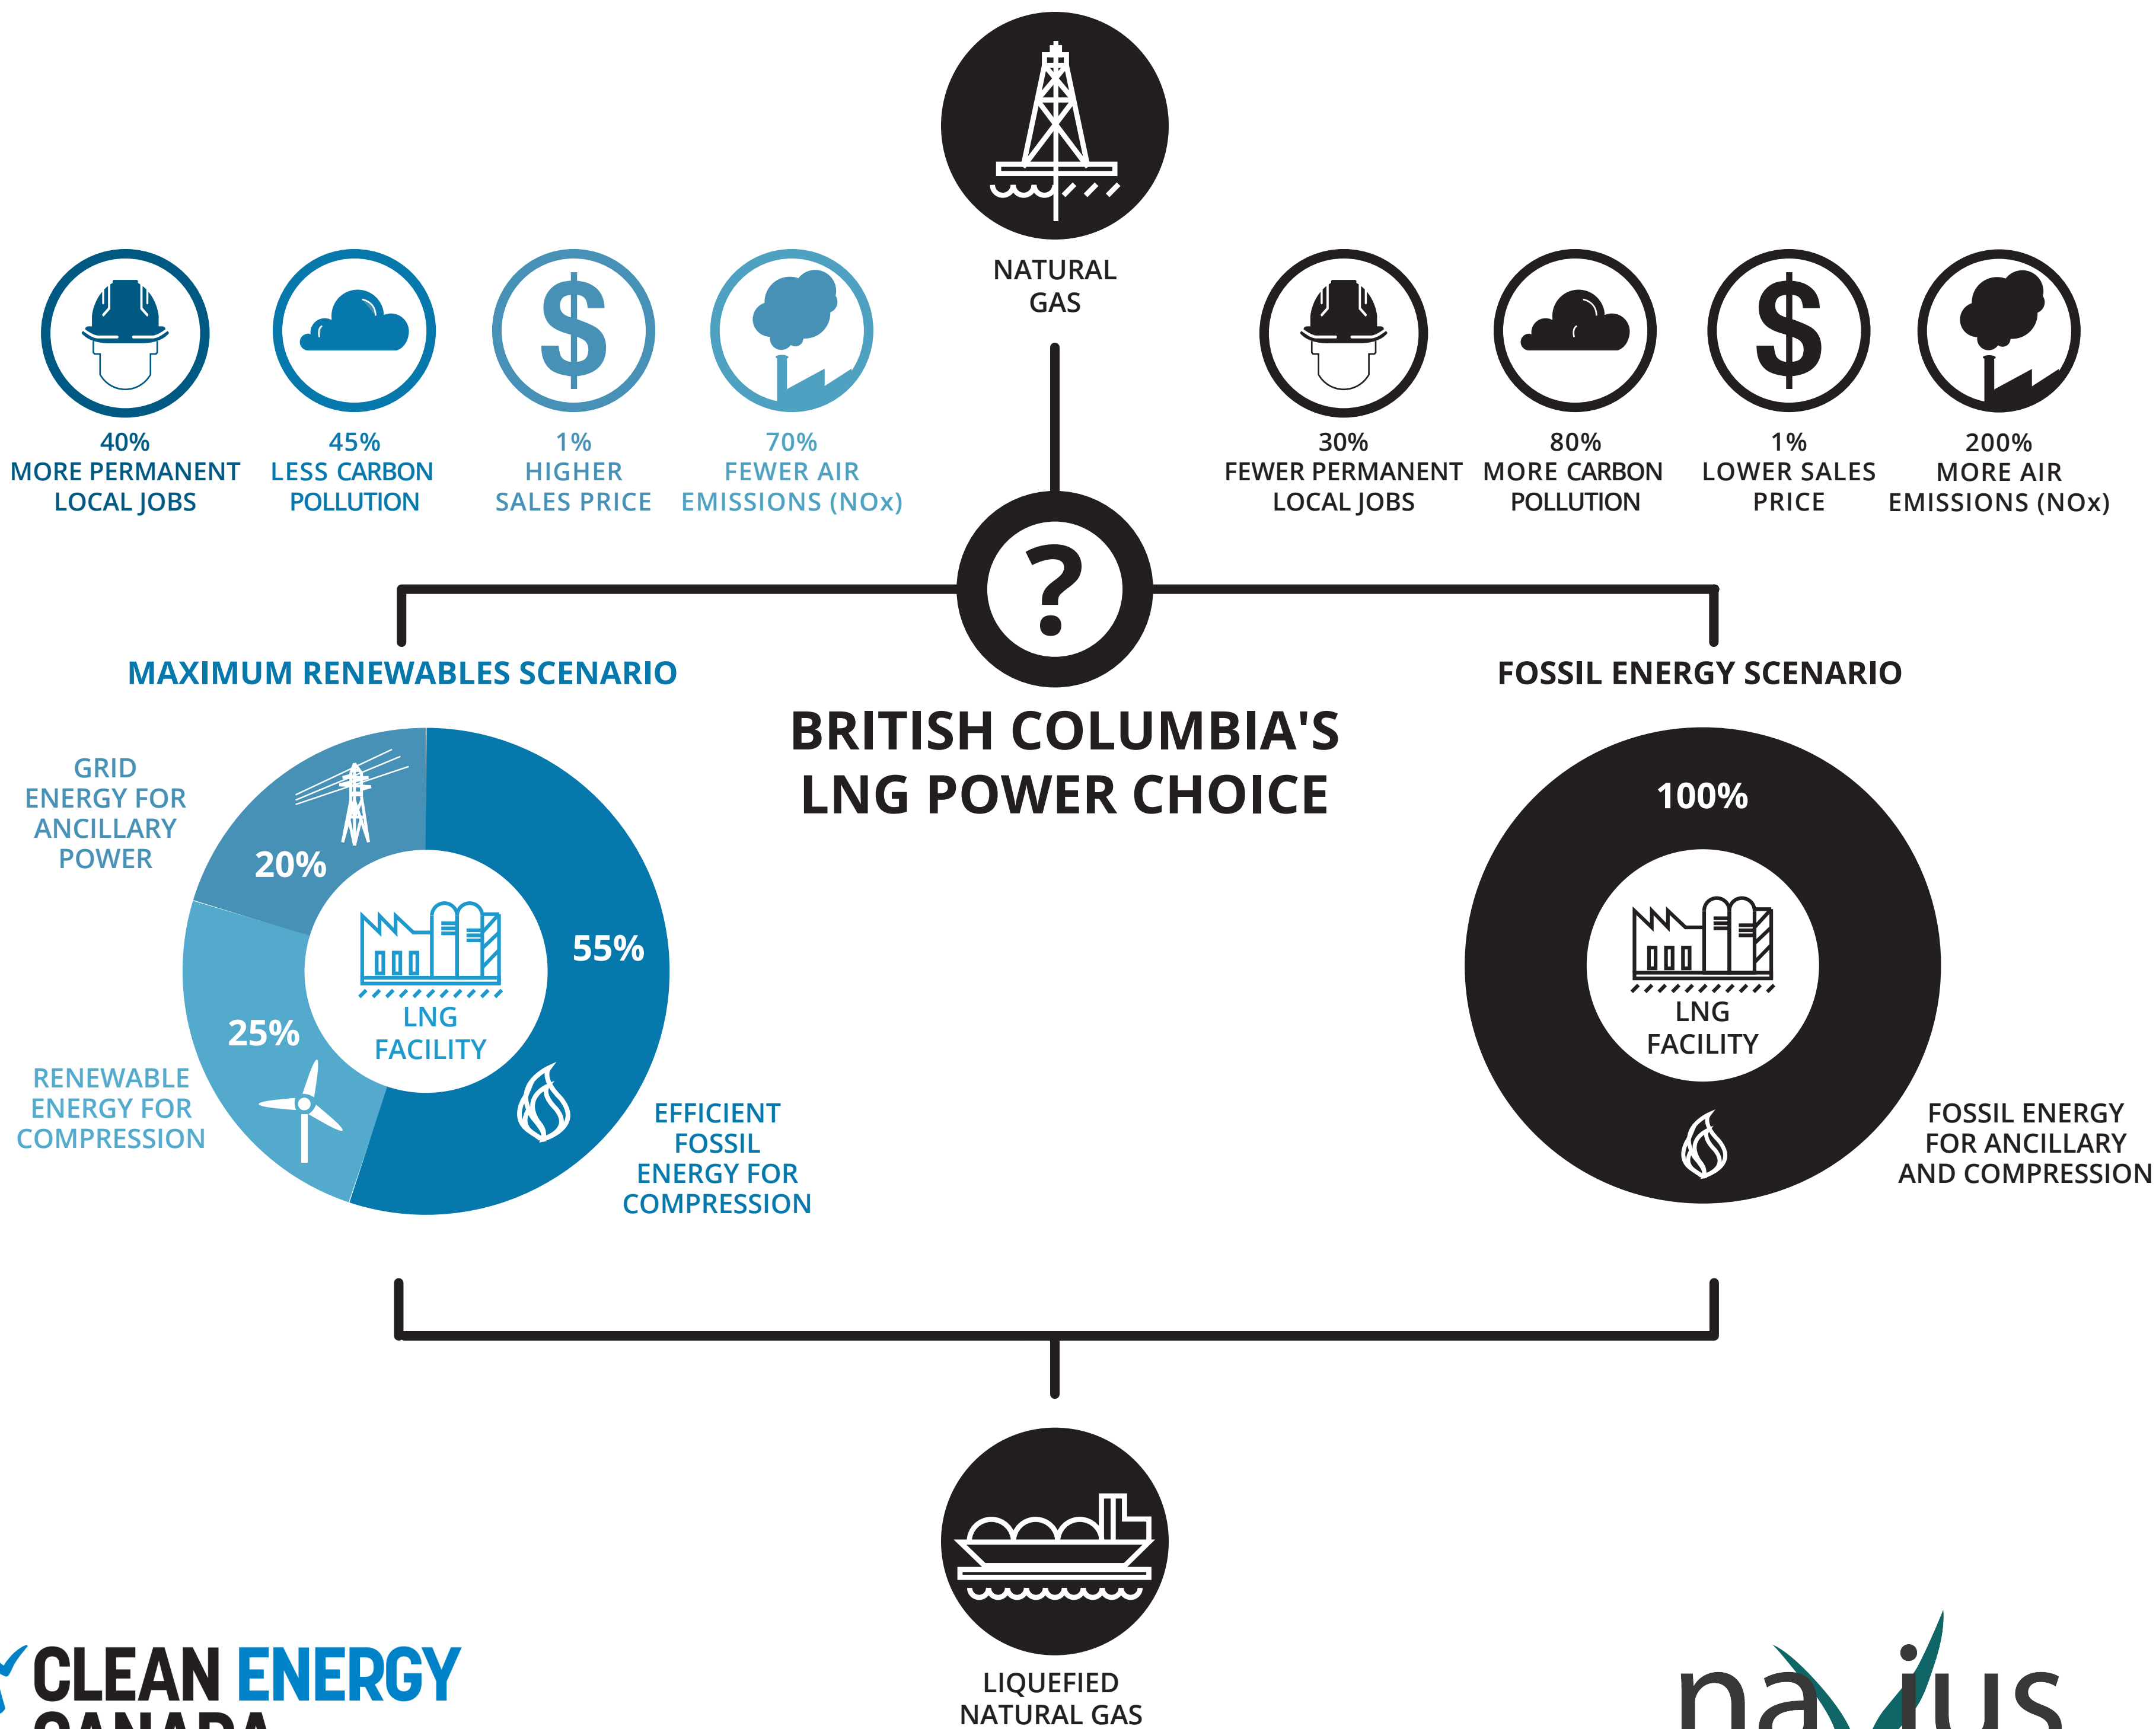 NATURAL
GAS
40%
MORE PERMANENT
LOCAL JOBS
45%
LESS CARBON
POLLUTION
$
1%
HIGHER
SALES PRICE
70%
FEWER AIR
EMISSIONS (NOx)
30%
FEWER PERMANENT
LOCAL JOBS
80%
MORE CARBON
POLLUTION
$
1%
LOWER SALES
PRICE
200%
MORE AIR
EMISSIONS (NOx)
?
BRITISH COLUMBIA'S
LNG POWER CHOICE
MAXIMUM RENEWABLES SCENARIO
GRID
ENERGY FOR
ANCILLARY
POWER
20%
55%
25%
LNG
FACILITY
RENEWABLE
ENERGY FOR
COMPRESSION
EFFICIENT
FOSSIL
ENERGY FOR
COMPRESSION
FOSSIL ENERGY SCENARIO
100%
LNG
FACILITY
FOSSIL ENERGY
FOR ANCILLARY
AND COMPRESSION
LIQUEFIED
NATURAL GAS
CLEAN ENERGY
CANADA
navius